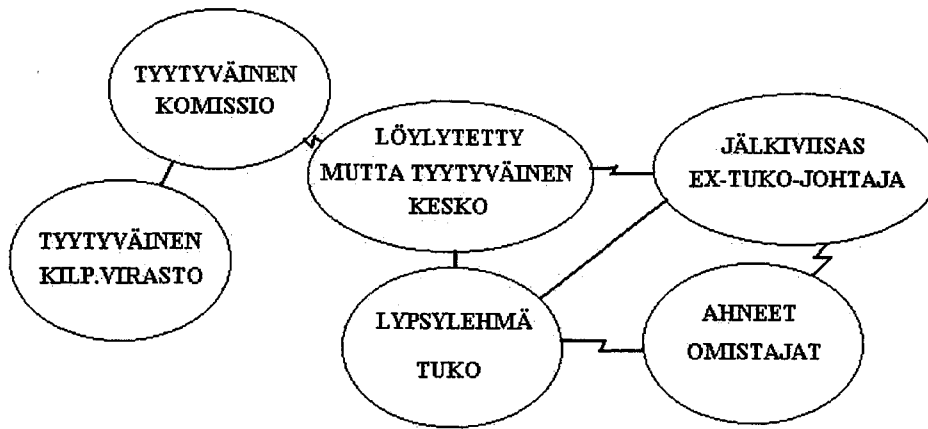 TYYTYVÄINEN
KOMISSIO
LÖYLYTETTY
MUTTA TYYTYVÄINEN
KESKO
JÄLKIVIISAS
EX-TUKO-JOHTAJA
TYYTYVÄINEN
KILP.VIRASTO
LYPSYLEHMÄ
TUKO
AHNEET
OMISTAJAT